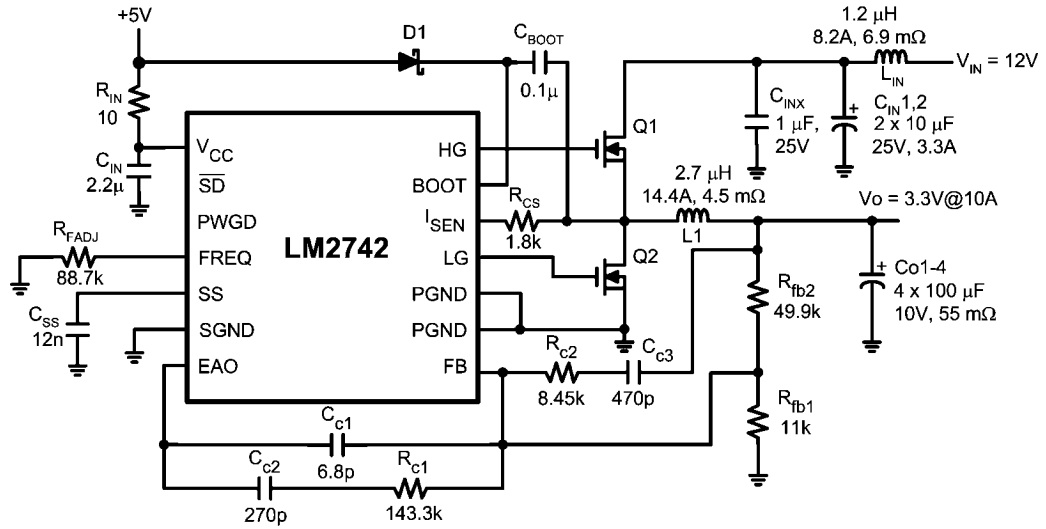 +5V
D1
C_BOOT
0.1μ
1.2 μH
8.2A, 6.9 mΩ
L_IN
V_IN = 12V
R_IN
10
C_IN
2.2μ
C_INX
1 μF,
25V
C_IN1,2
2 x 10 μF
25V, 3.3A
+
V_CC
SD
PWGD
FREQ
SS
SGND
EAO
LM2742
HG
BOOT
I_SEN
LG
PGND
PGND
FB
Q1
R_CS
1.8k
Q2
2.7 μH
14.4A, 4.5 mΩ
L1
Vo = 3.3V@10A
R_FADJ
88.7k
C_SS
12n
+
Co1-4
4 x 100 μF
10V, 55 mΩ
R_fb2
49.9k
R_c2
8.45k
C_c3
470p
R_fb1
11k
C_c1
6.8p
C_c2
270p
R_c1
143.3k